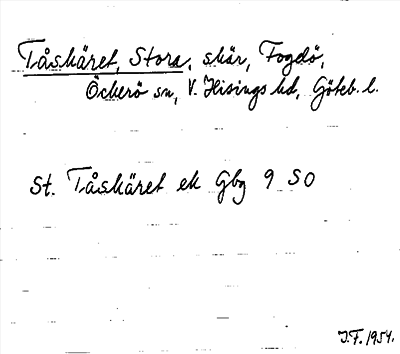 Tåskäret, Stora, skär, Fogdö,
Öckerö sn, V. Hisings hd, Göteb. l.
St. Tåskäret ek Gbg 9 SO
J.F. 1954.